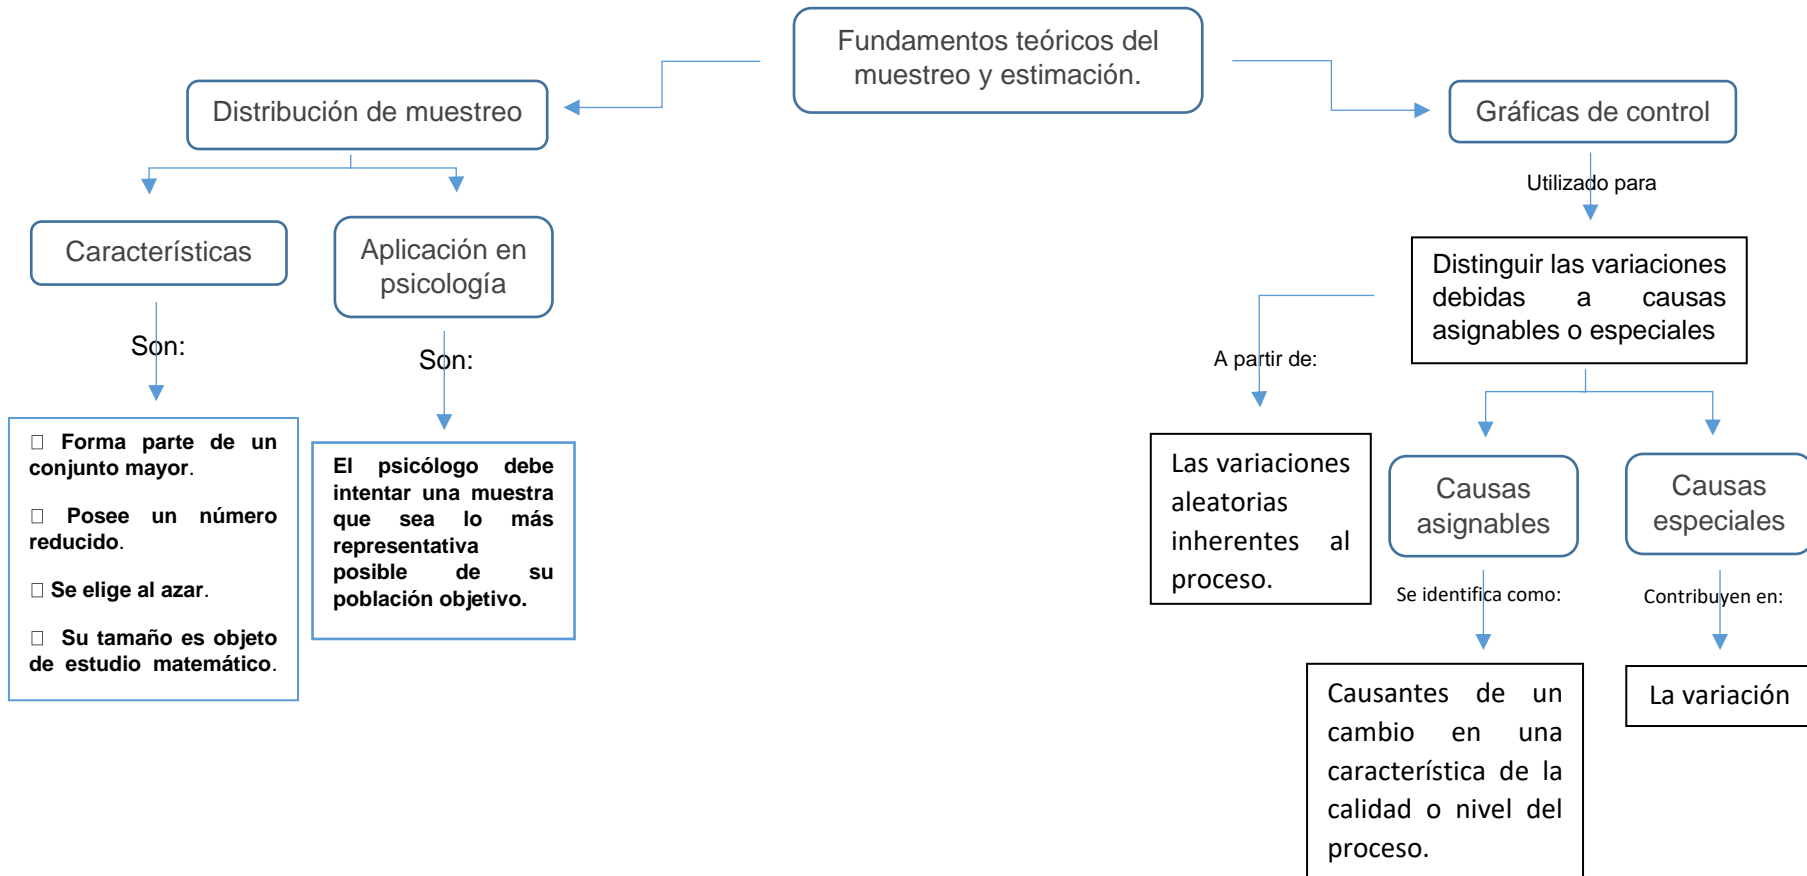 Fundamentos teóricos del
muestreo y estimación.
Distribución de muestreo
Gráficas de control
Utilizado para
Características
Aplicación en
psicología
Distinguir las variaciones
debidas a causas
asignables o especiales
Son:
Son:
A partir de:
□ Forma parte de un
conjunto mayor.
□ Posee un número
reducido.
□ Se elige al azar.
□ Su tamaño es objeto
de estudio matemático.
El psicólogo debe
intentar una muestra
que sea lo más
representativa
posible de su
población objetivo.
Las variaciones
aleatorias
inherentes al
proceso.
Causas
asignables
Causas
especiales
Se identifica como:
Contribuyen en:
Causantes de un
cambio en una
característica de la
calidad o nivel del
proceso.
La variación